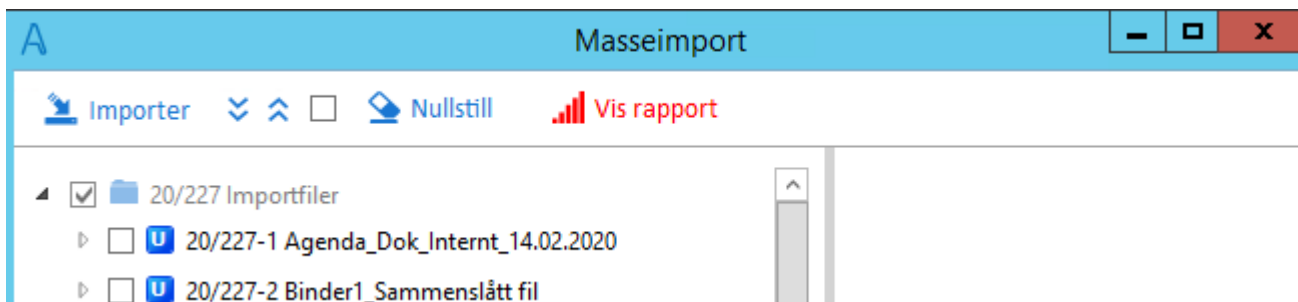 Masseimport
Importer Nullstill Vis rapport
20/227 Importfiler
U 20/227-1 Agenda_Dok_Internt_14.02.2020
U 20/227-2 Binder1_Sammenslått fil